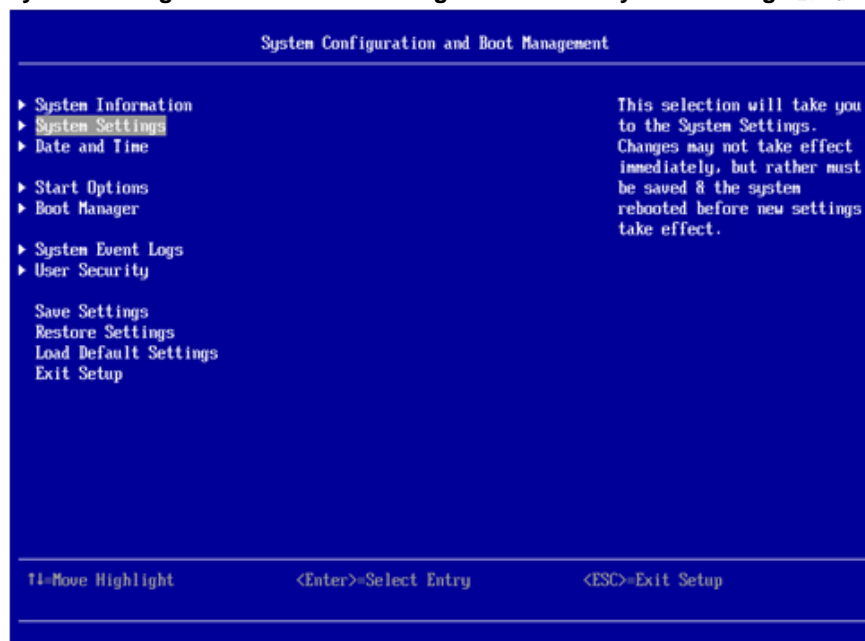 System Configuration and Boot Management
System Information
System Settings
Date and Time
Start Options
Boot Manager
System Event Logs
User Security
Save Settings
Restore Settings
Load Default Settings
Exit Setup
This selection will take you
to the System Settings.
Changes may not take effect
immediately, but rather must
be saved & the system
rebooted before new settings
take effect.
↑↓=Move Highlight
<Enter>=Select Entry
<ESC>=Exit Setup